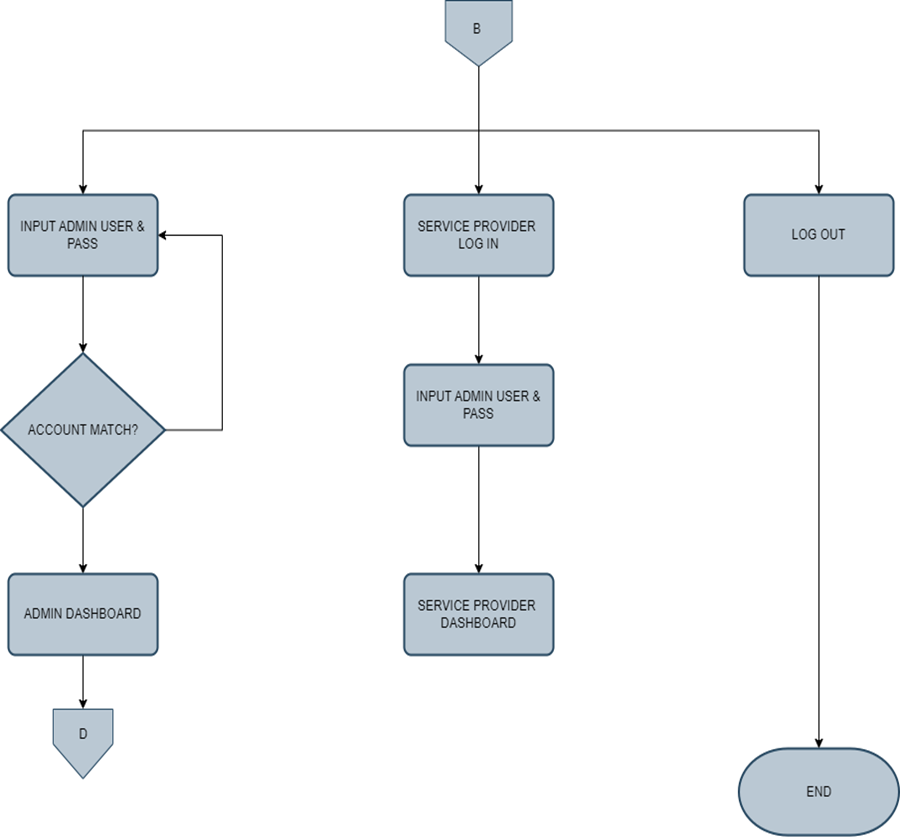 B
INPUT ADMIN USER &
PASS
SERVICE PROVIDER
LOG IN
LOG OUT
INPUT ADMIN USER &
PASS
ACCOUNT MATCH?
ADMIN DASHBOARD
SERVICE PROVIDER
DASHBOARD
D
END